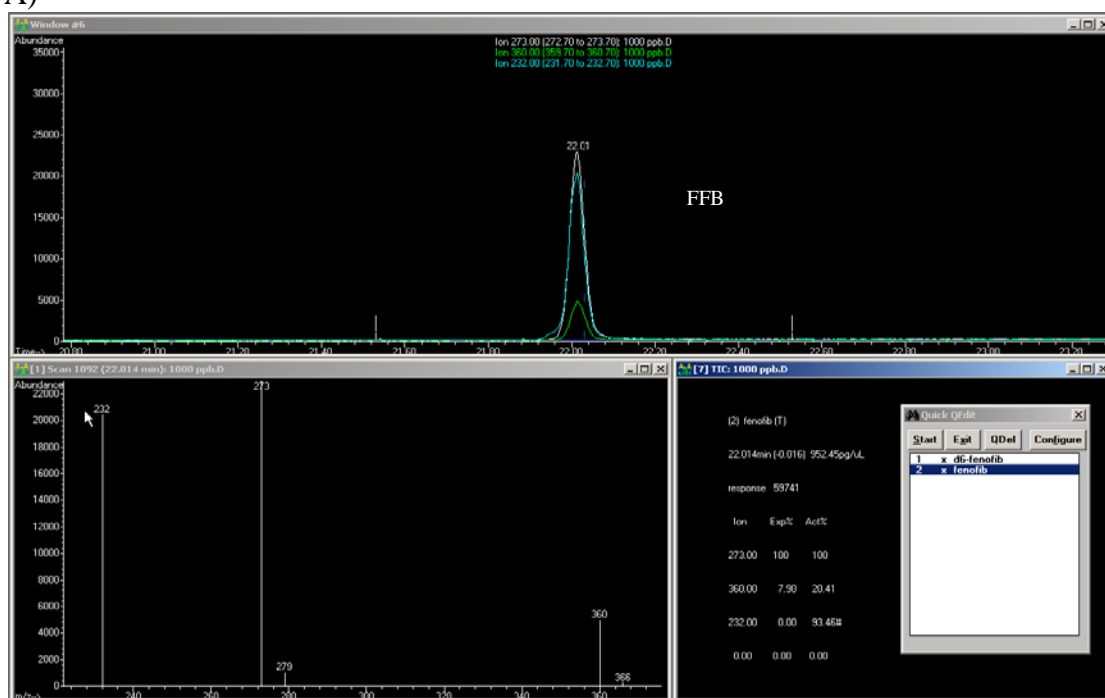 A)
Window #6
Abundance
Ion 273.00 (272.70 to 273.70): 1000 ppb.D
Ion 360.00 (359.70 to 360.70): 1000 ppb.D
Ion 232.00 (231.70 to 232.70): 1000 ppb.D
35000
30000
25000
22.01
20000
FFB
15000
10000
5000
0
Time--> 20.80 21.00 21.20 21.40 21.60 21.80 22.00 22.20 22.40 22.60 22.80 23.00 23.20
[1] Scan 1092 (22.014 min): 1000 ppb.D
Abundance
22000
273
232
20000
18000
16000
14000
12000
10000
8000
6000
360
4000
2000
279
366
0
m/z--> 240 260 280 300 320 340 360
[7] TIC: 1000 ppb.D
(2) fenofib (T)
22.014min (-0.016) 952.45pg/uL
response 59741
Ion Exp% Act%
273.00 100 100
360.00 7.90 20.41
232.00 0.00 93.46#
0.00 0.00 0.00
Quick QEdit
Start Exit QDel Configure
1 x d6-fenofib
2 x fenofib